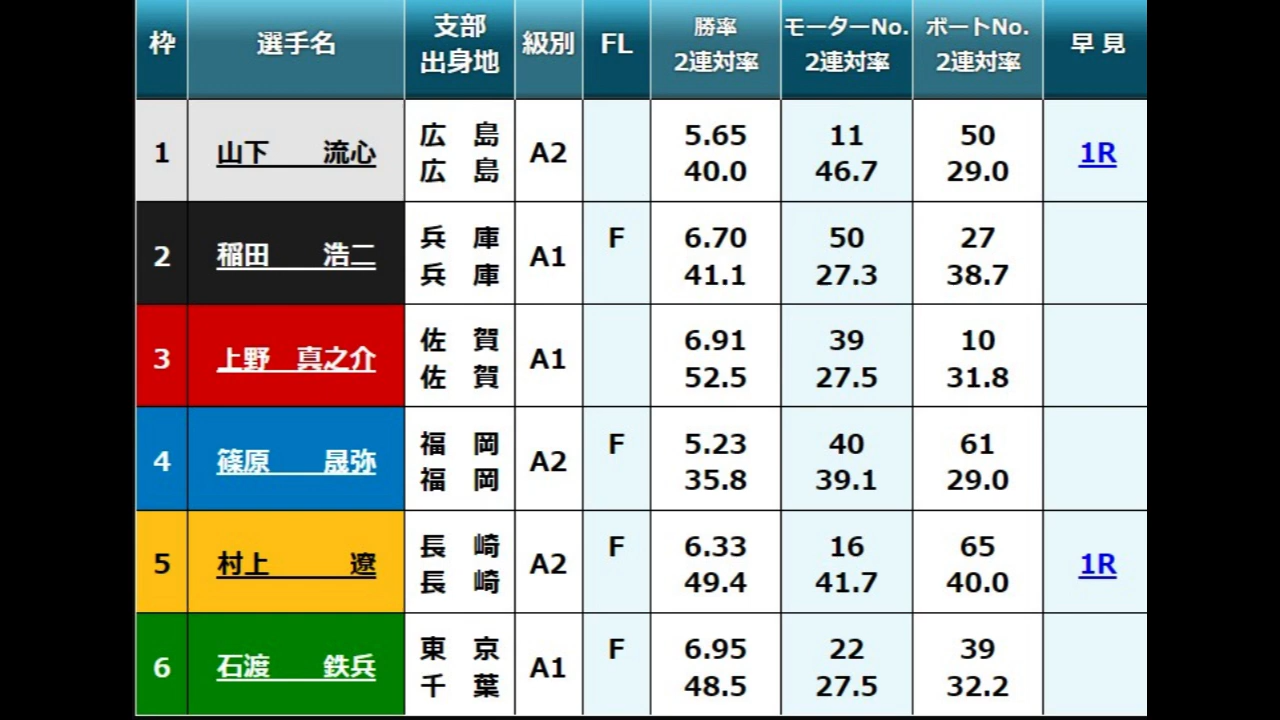 枠 選手名 支部 出身地 級別 FL 勝率 2連対率 モーターNo. 2連対率 ボートNo. 2連対率 早見
1 山下 流心 広島 広島 A2 5.65 40.0 11 46.7 50 29.0 1R
2 稲田 浩二 兵庫 兵庫 A1 F 6.70 41.1 50 27.3 27 38.7
3 上野 真之介 佐賀 佐賀 A1 6.91 52.5 39 27.5 10 31.8
4 篠原 晟弥 福岡 福岡 A2 F 5.23 35.8 40 39.1 61 29.0
5 村上 遼 長崎 長崎 A2 F 6.33 49.4 16 41.7 65 40.0 1R
6 石渡 鉄兵 東京 千葉 A1 F 6.95 48.5 22 27.5 39 32.2